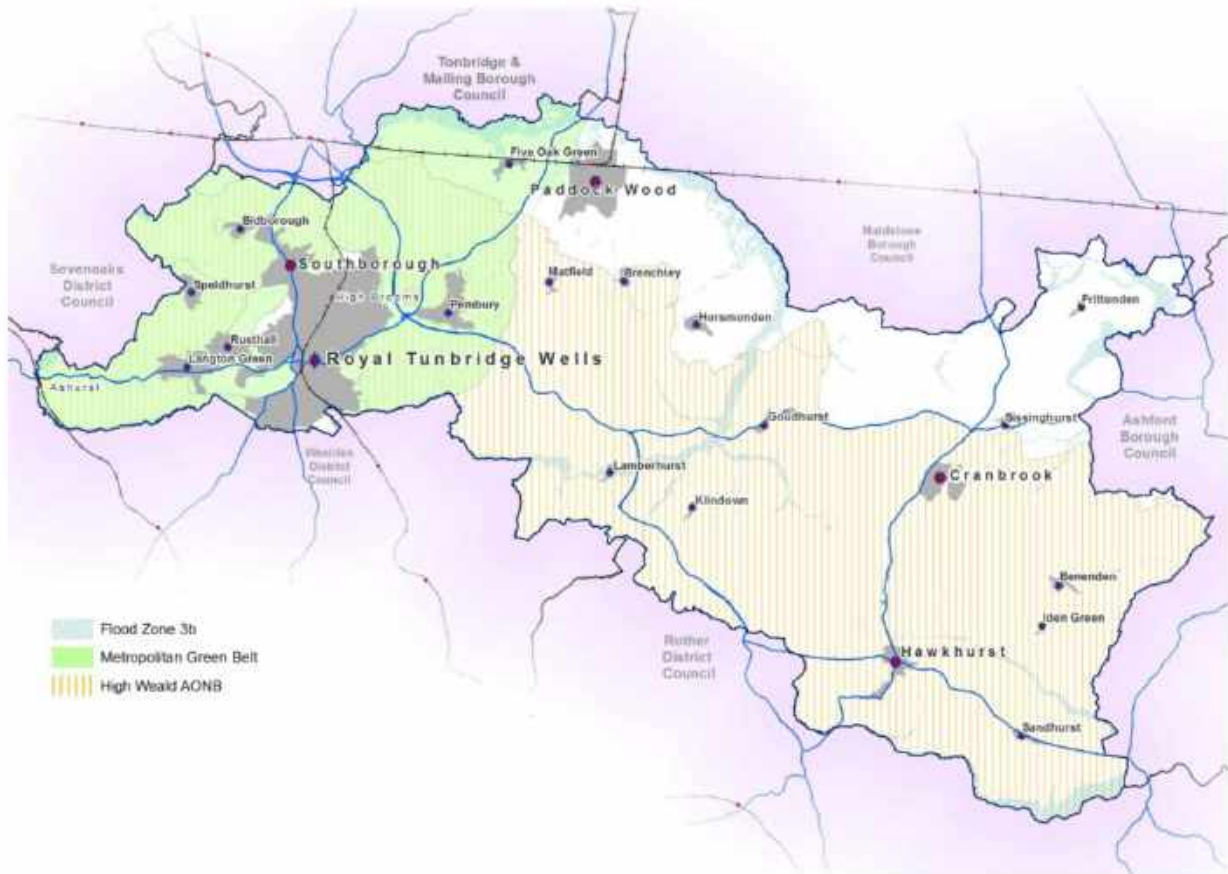 Tonbridge &
Malling Borough
Council
Five Oak Green
Paddock Wood
Bidborough
Maidstone
Borough
Council
Sevenoaks
District
Council
Southborough
Matfield
Brenchley
Speldhurst
High Brooms
Pembury
Frittenden
Horsmonden
Rusthall
Langton Green
Royal Tunbridge Wells
Ashurst
Goudhurst
Sissinghurst
Ashford
Borough
Council
Wealden
District
Council
Lamberhurst
Cranbrook
Kilndown
Benenden
Iden Green
Flood Zone 3b
Metropolitan Green Belt
High Weald AONB
Rother
District
Council
Hawkhurst
Sandhurst